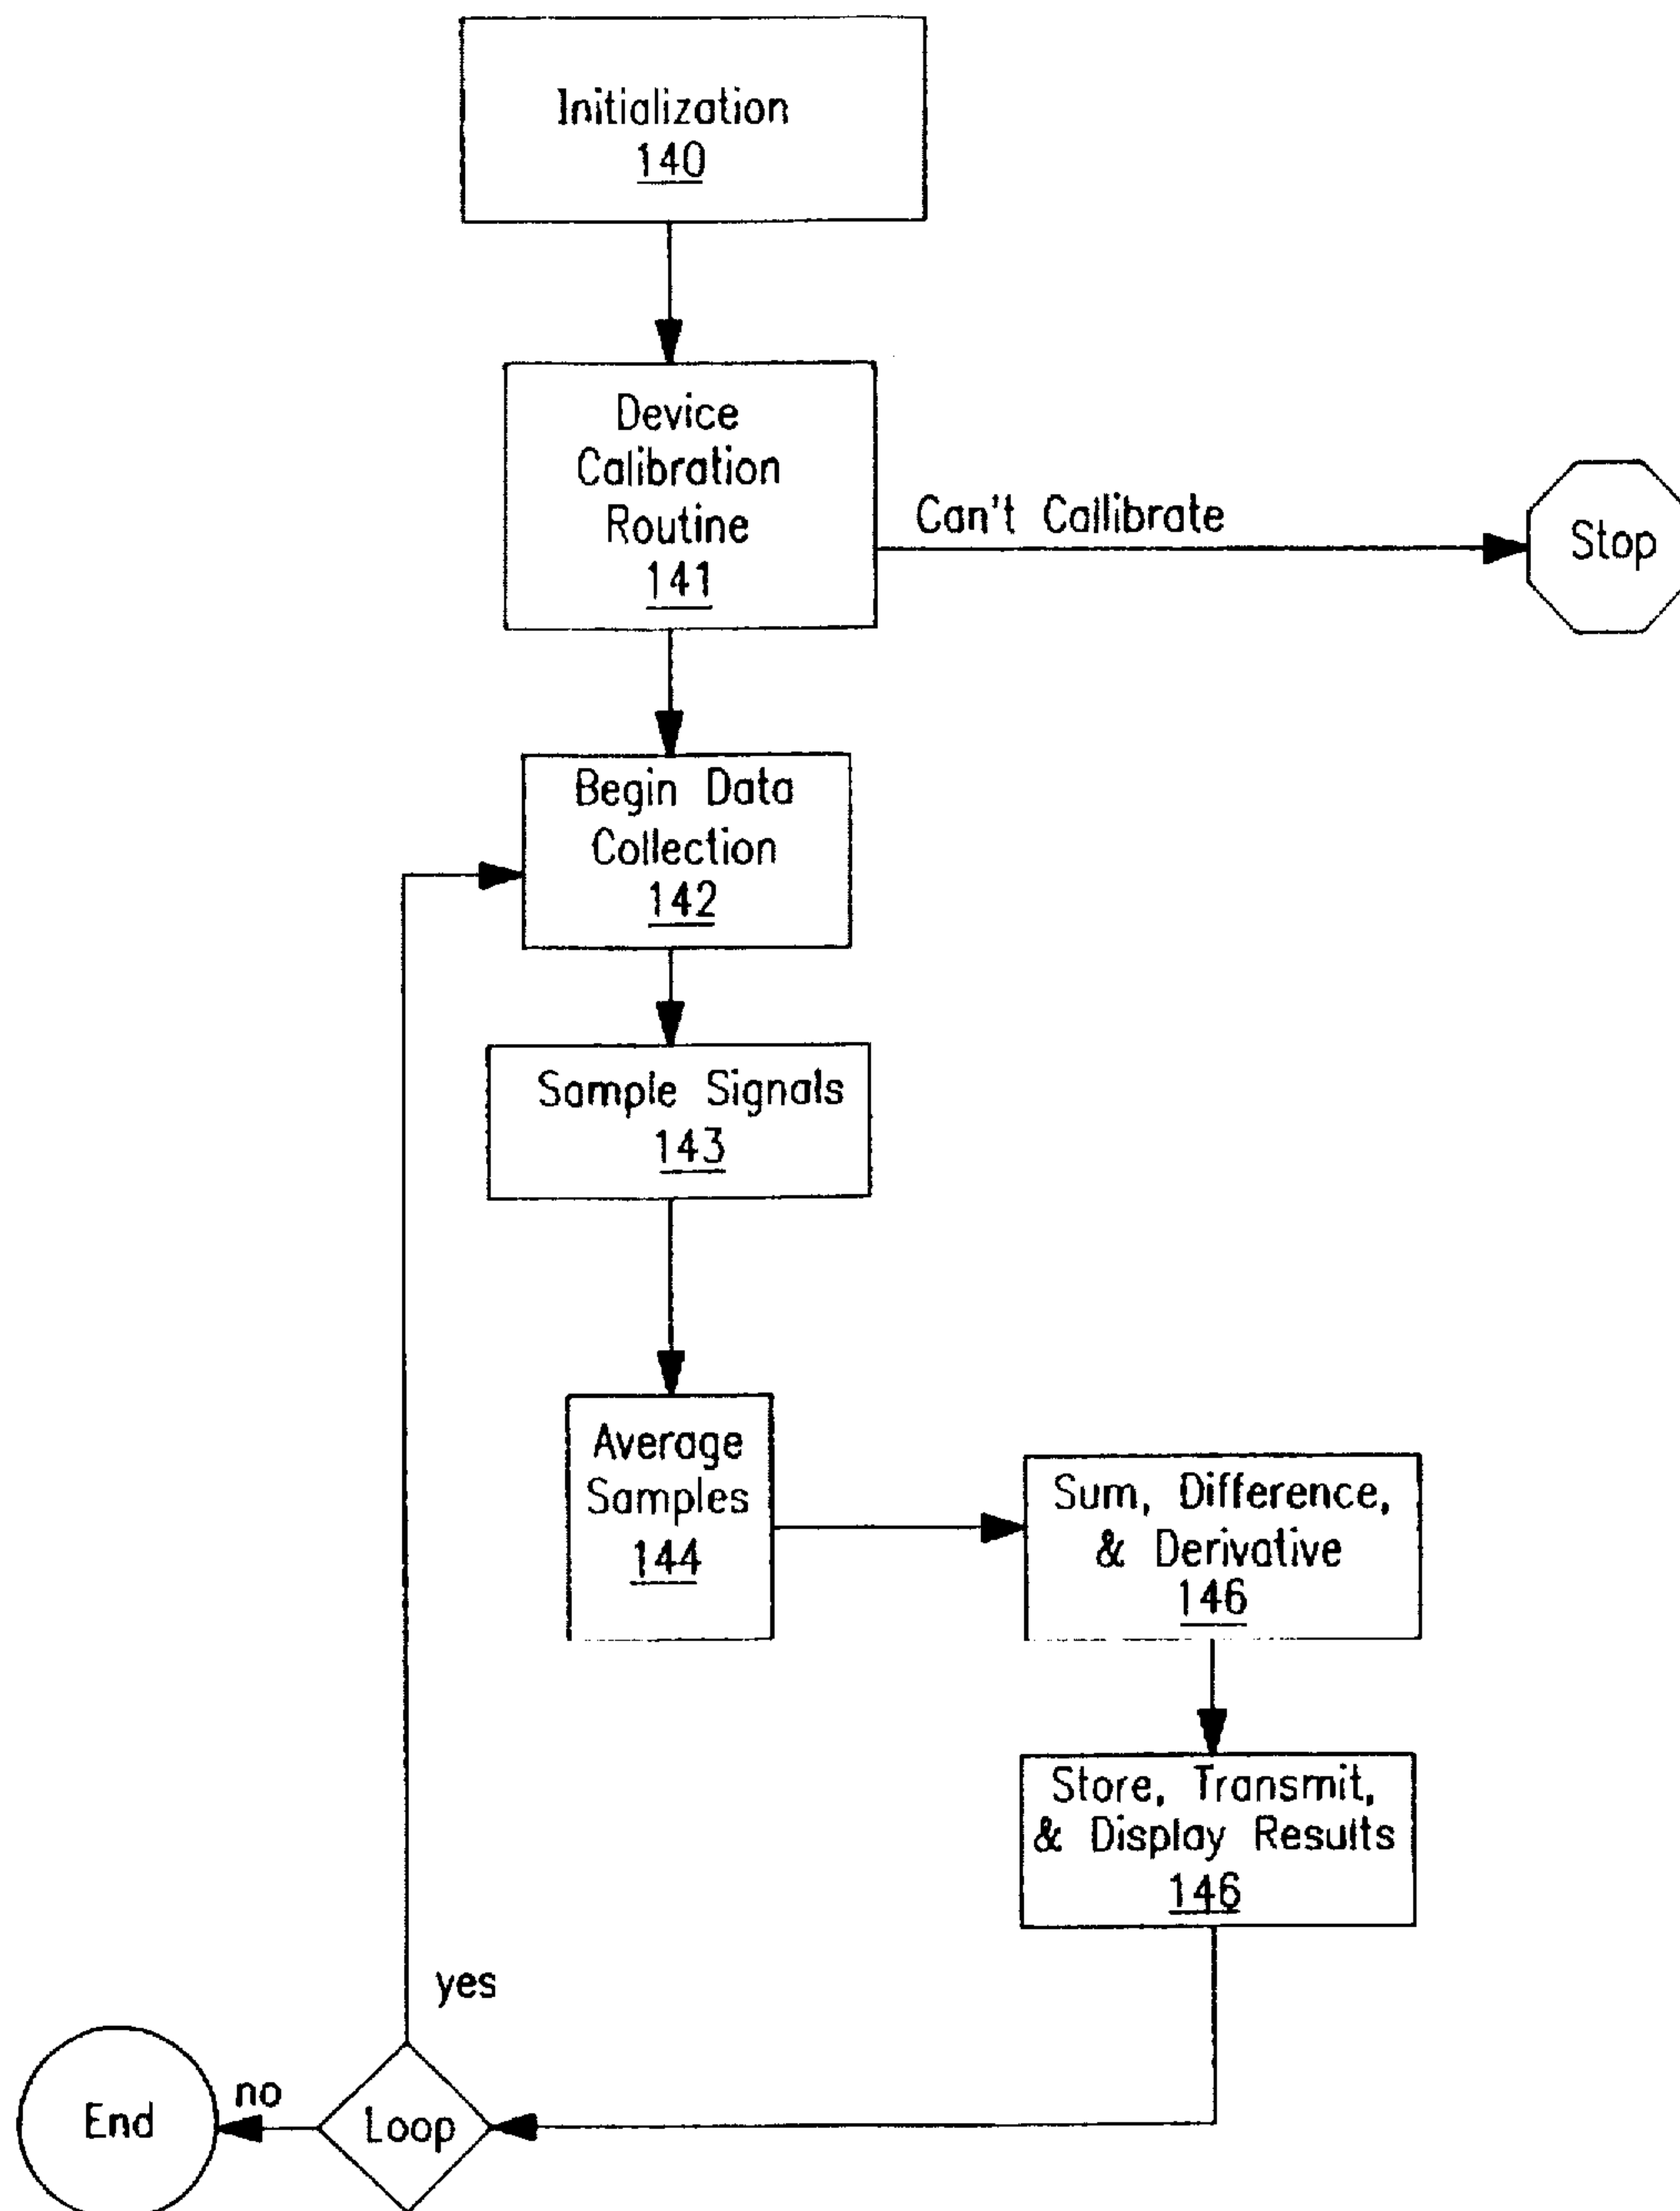 Initialization
140
Device
Calibration
Routine
141
Can't Callibrate
Stop
Begin Data
Collection
142
Sample Signals
143
Average
Samples
144
Sum, Difference,
& Derivative
146
Store, Transmit,
& Display Results
146
yes
no
End
Loop